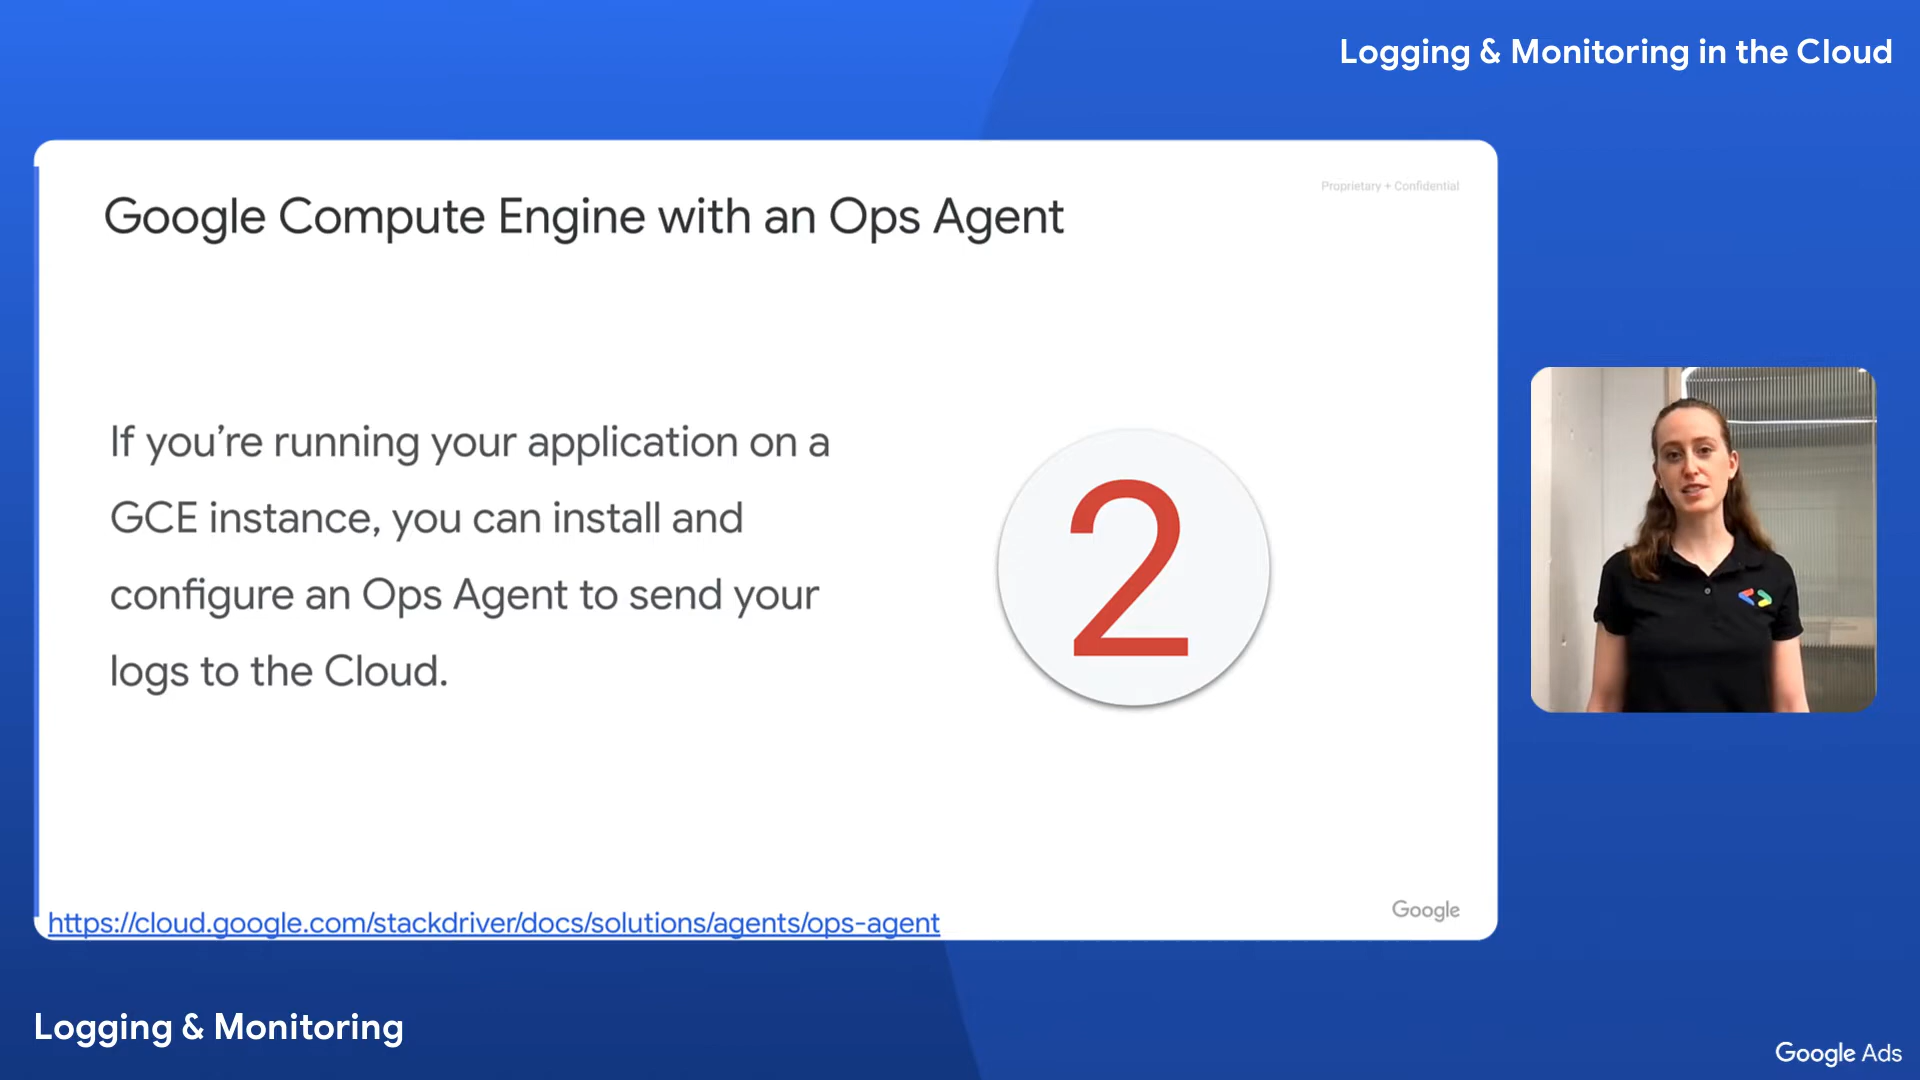 Logging & Monitoring in the Cloud
Proprietary + Confidential
Google Compute Engine with an Ops Agent
If you’re running your application on a
GCE instance, you can install and
configure an Ops Agent to send your
logs to the Cloud.
2
https://cloud.google.com/stackdriver/docs/solutions/agents/ops-agent
Google
Logging & Monitoring
Google Ads